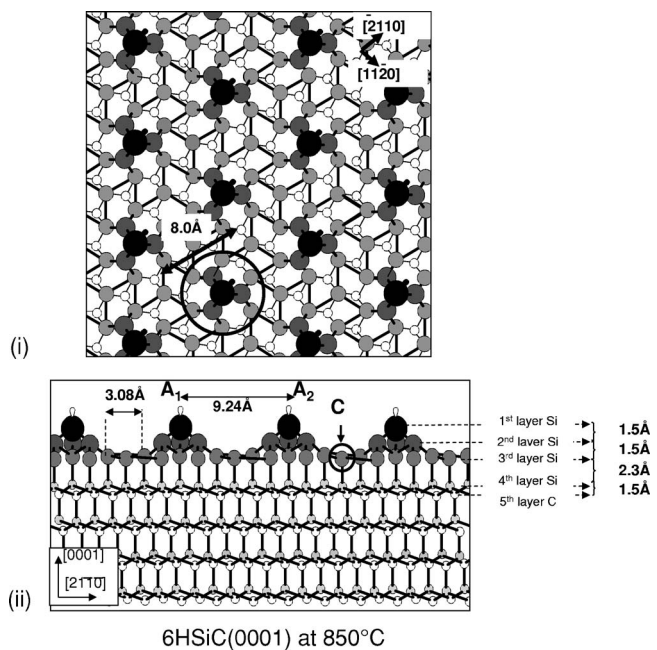 [2110]
[1120]
8.0Å
(i)
3.08Å
A1
9.24Å
A2
C
1st layer Si
2nd layer Si
3rd layer Si
4th layer Si
5th layer C
1.5Å
1.5Å
2.3Å
1.5Å
[0001]
[2110]
(ii)
6HSiC(0001) at 850°C